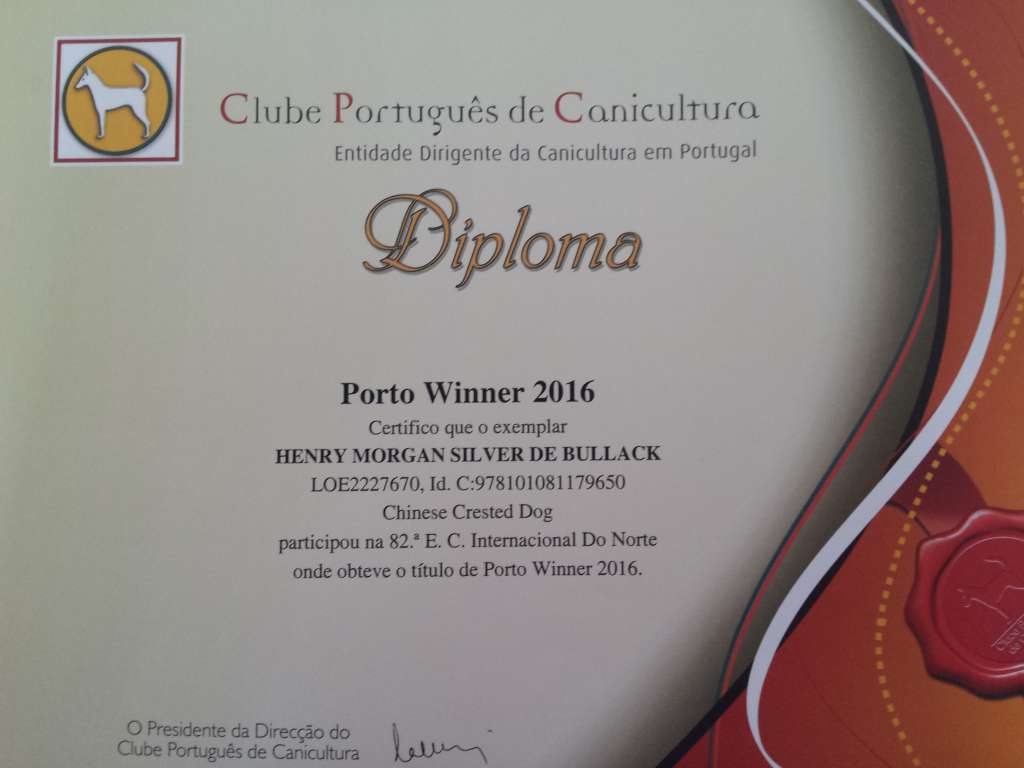 Clube Português de Canicultura
Entidade Dirigente da Canicultura em Portugal
Diploma
Porto Winner 2016
Certifico que o exemplar
HENRY MORGAN SILVER DE BULLACK
LOE2227670, Id. C:978101081179650
Chinese Crested Dog
participou na 82.ª E. C. Internacional Do Norte
onde obteve o título de Porto Winner 2016.
O Presidente da Direcção do
Clube Português de Canicultura